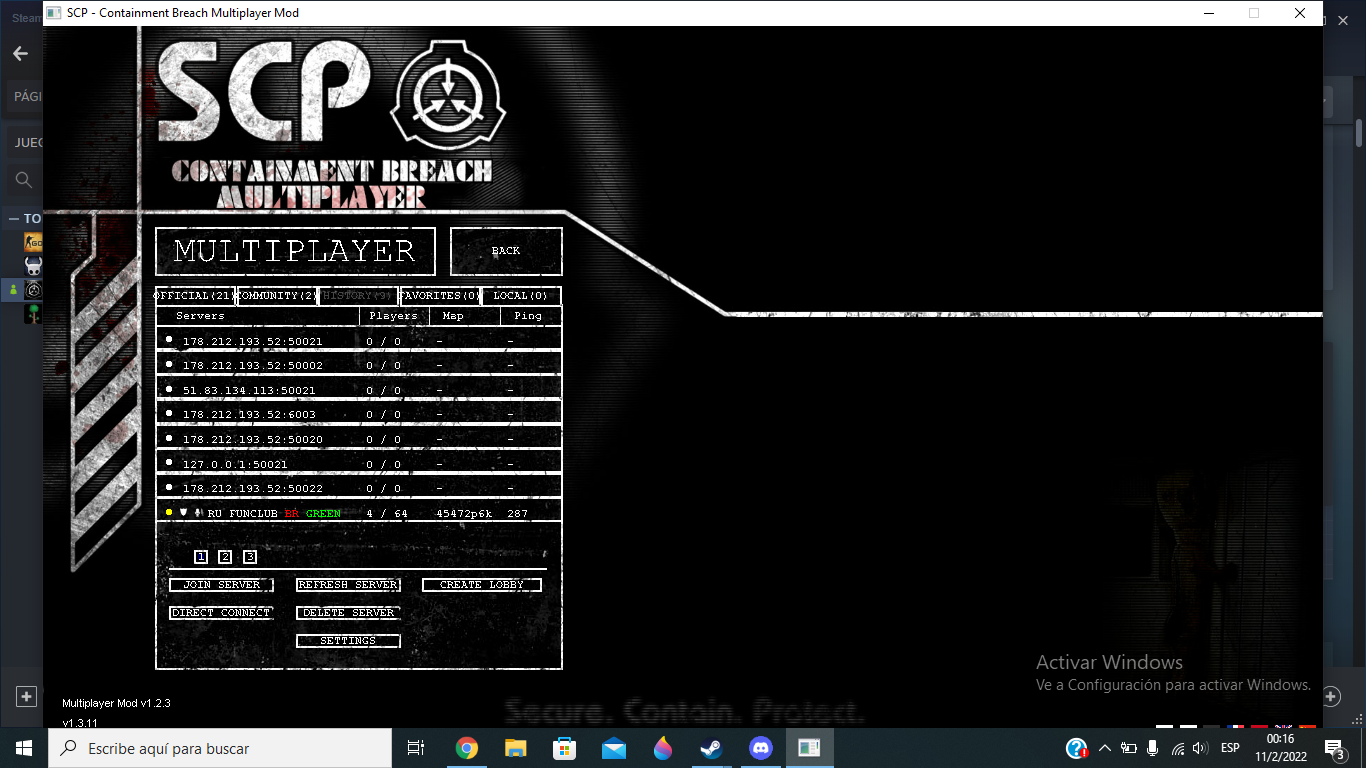 Steam
SCP - Containment Breach Multiplayer Mod
SCP
CONTAINMENT BREACH
MULTIPLAYER
PÁGI
JUEG
TO
MULTIPLAYER
BACK
OFFICIAL(21) COMMUNITY(2) HISTORY(9) FAVORITES(0) LOCAL(0)
Servers Players Map Ping
178.212.193.52:50021 0 / 0 - -
178.212.193.52:50002 0 / 0 - -
51.83.134.113:50021 0 / 0 - -
178.212.193.52:6003 0 / 0 - -
178.212.193.52:50020 0 / 0 - -
127.0.0.1:50021 0 / 0 - -
178.212.193.52:50022 0 / 0 - -
RU FUNCLUB BR GREEN 4 / 64 45472p6k 287
1 2 3
JOIN SERVER REFRESH SERVER CREATE LOBBY
DIRECT CONNECT DELETE SERVER
SETTINGS
Activar Windows
Ve a Configuración para activar Windows.
Multiplayer Mod v1.2.3
v1.3.11
Secure. Contain. Protect.
Escribe aquí para buscar
ESP
00:16
11/2/2022
3